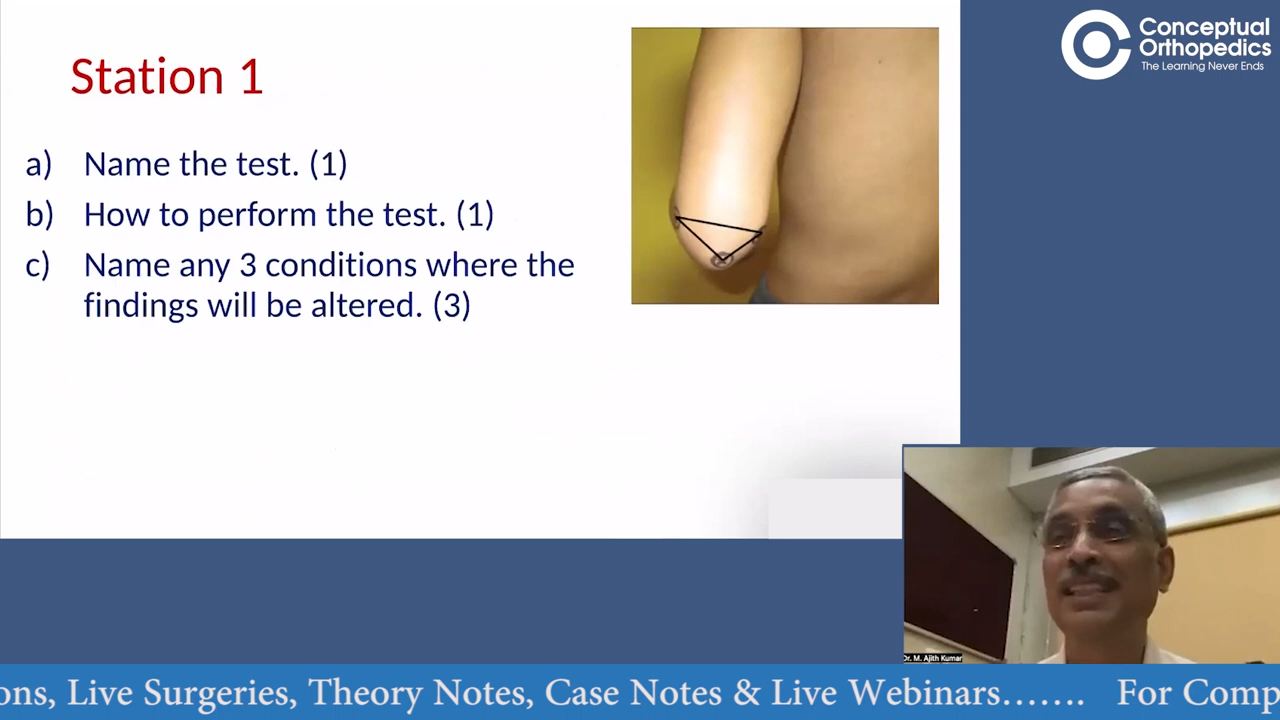 Station 1
a) Name the test. (1)
b) How to perform the test. (1)
c) Name any 3 conditions where the
findings will be altered. (3)
Conceptual
Orthopedics
The Learning Never Ends
Dr. M. Ajith Kumar
ons, Live Surgeries, Theory Notes, Case Notes & Live Webinars……. For Comp